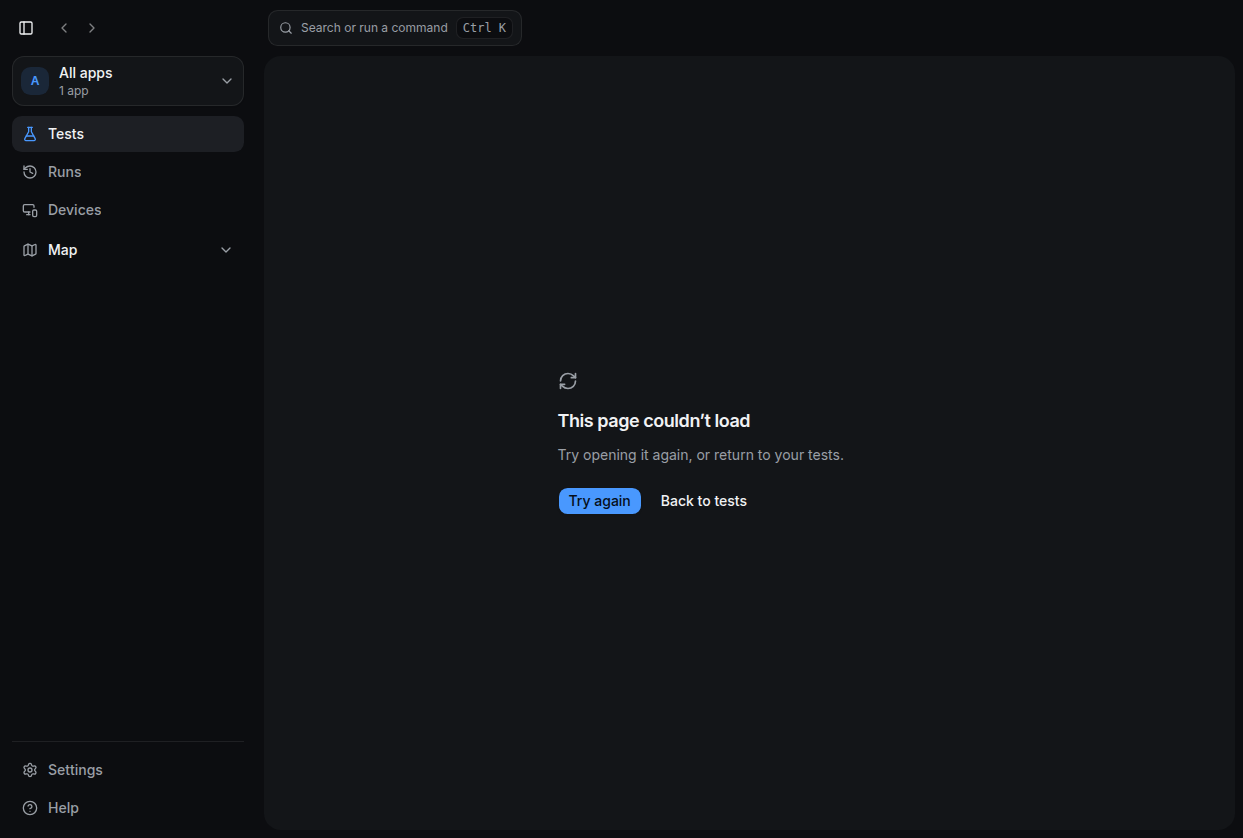 Search or run a command Ctrl K
A
All apps
1 app
Tests
Runs
Devices
Map
This page couldn’t load
Try opening it again, or return to your tests.
Try again Back to tests
Settings
Help